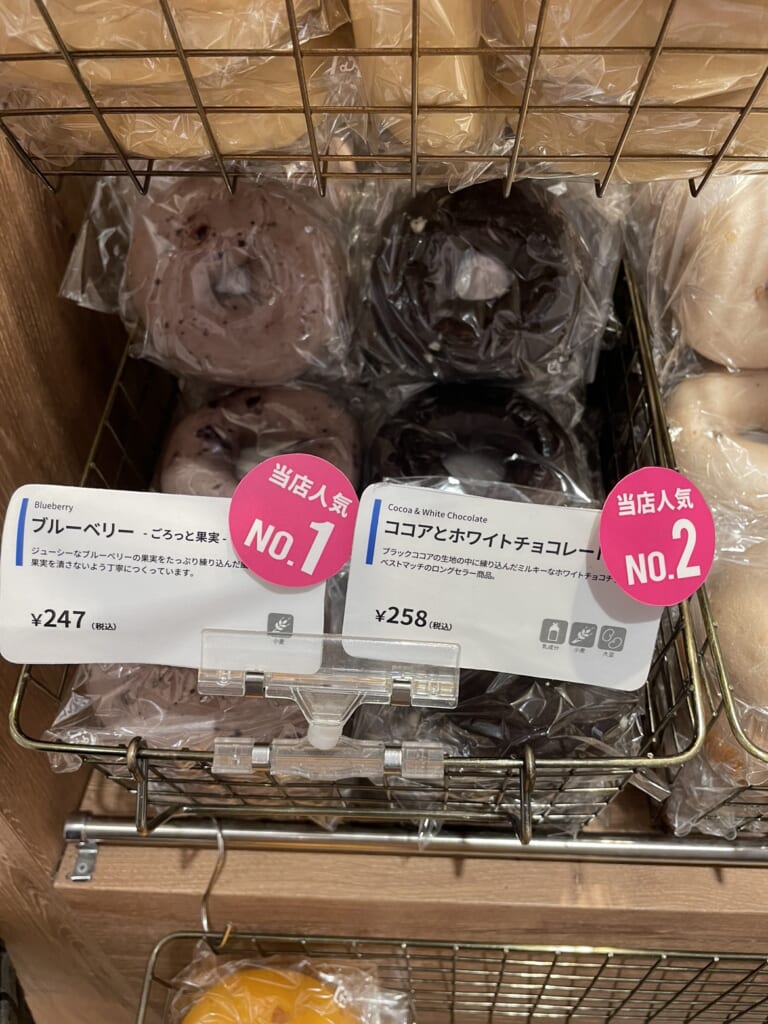 Blueberry
ブルーベリー -ごろっと果実-
ジューシーなブルーベリーの果実をたっぷり練り込んだ
果実を潰さないよう丁寧につくっています。
¥247(税込)
小麦
当店人気
NO.1
Cocoa & White Chocolate
ココアとホワイトチョコレート
ブラックココアの生地の中に練り込んだミルキーなホワイトチョコチ
ベストマッチのロングセラー商品。
¥258(税込)
乳成分 小麦 大豆
当店人気
NO.2